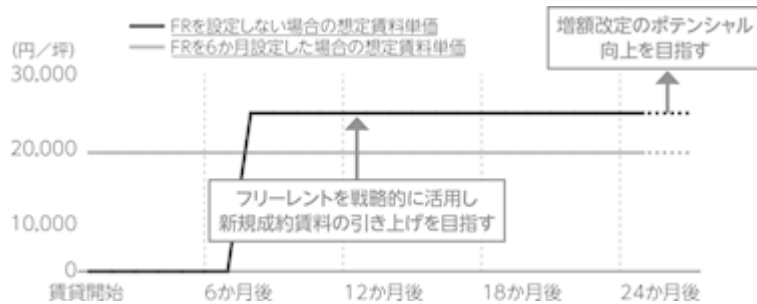 FRを設定しない場合の想定賃料単価
FRを6か月設定した場合の想定賃料単価
増額改定のポテンシャル
向上を目指す
(円／坪)
30,000
20,000
10,000
0
フリーレントを戦略的に活用し
新規成約賃料の引き上げを目指す
賃貸開始
6か月後
12か月後
18か月後
24か月後